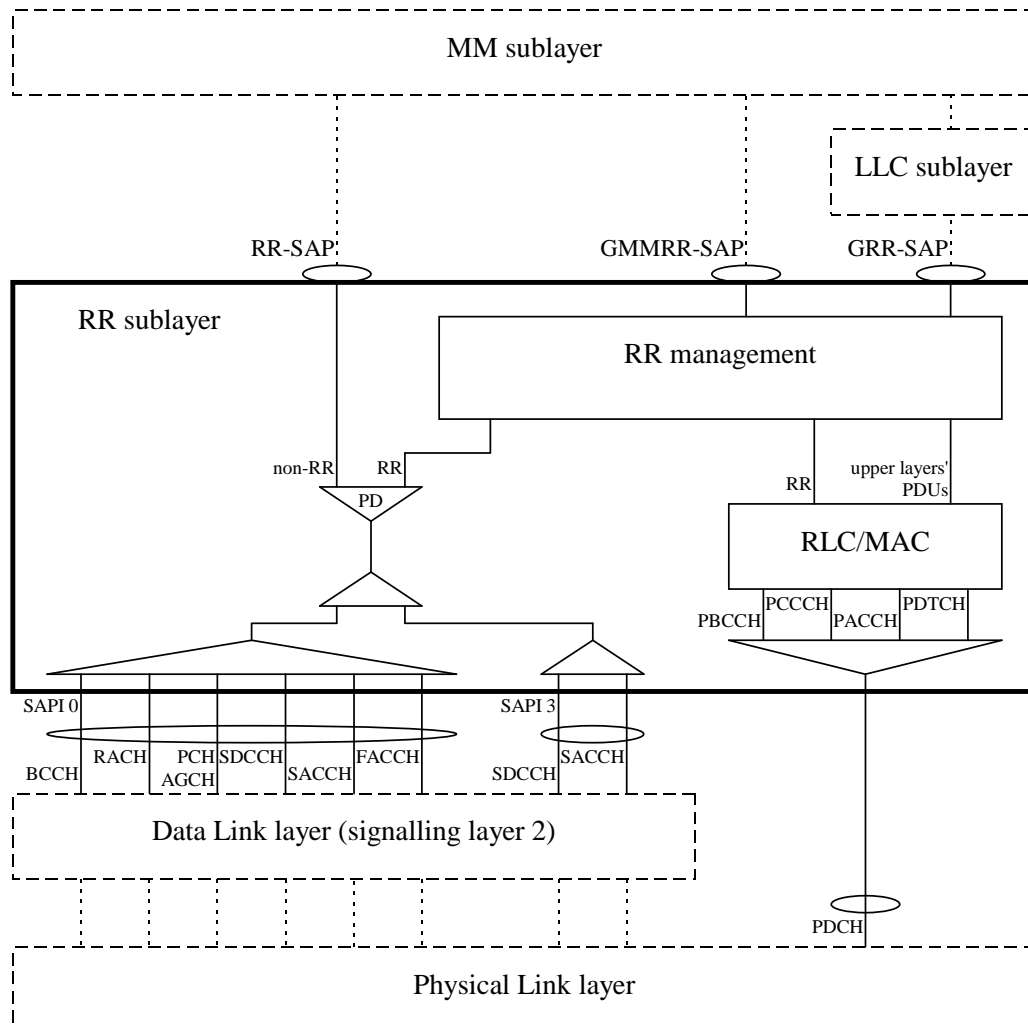 MM sublayer
LLC sublayer
RR-SAP
GMMRR-SAP
GRR-SAP
RR sublayer
RR management
non-RR
RR
PD
RR
upper layers'
PDUs
RLC/MAC
PBCCH
PCCCH
PACCH
PDTCH
SAPI 0
SAPI 3
BCCH
RACH
PCH
AGCH
SDCCH
SACCH
FACCH
SDCCH
SACCH
Data Link layer (signalling layer 2)
PDCH
Physical Link layer